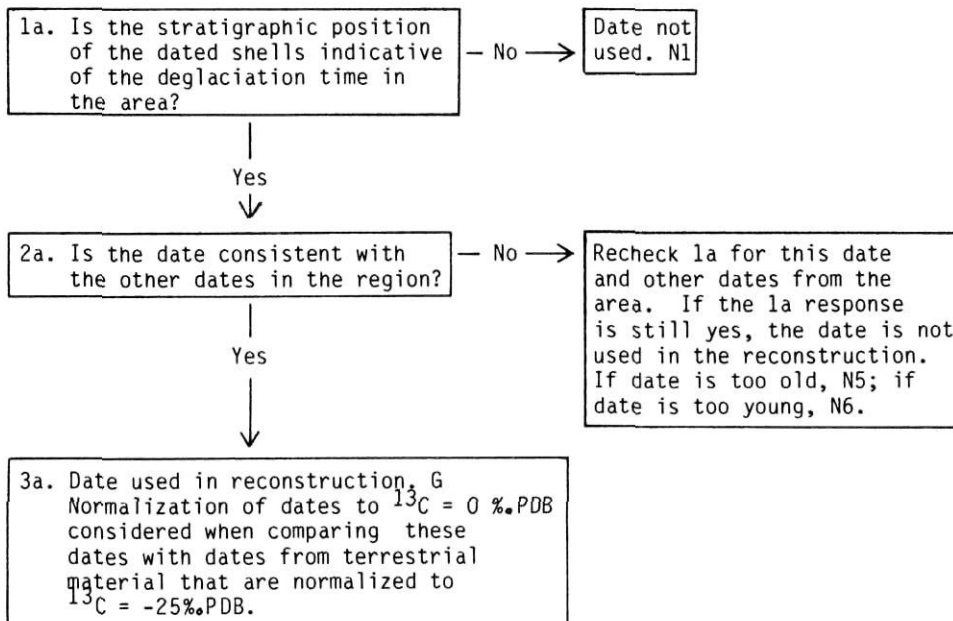 1a. Is the stratigraphic position
of the dated shells indicative
of the deglaciation time in
the area?
No
Date not
used. N1
Yes
2a. Is the date consistent with
the other dates in the region?
No
Recheck 1a for this date
and other dates from the
area. If the 1a response
is still yes, the date is not
used in the reconstruction.
If date is too old, N5; if
date is too young, N6.
Yes
3a. Date used in reconstruction, G
Normalization of dates to ¹³C = 0 ‰PDB
considered when comparing these
dates with dates from terrestrial
material that are normalized to
¹³C = -25‰PDB.